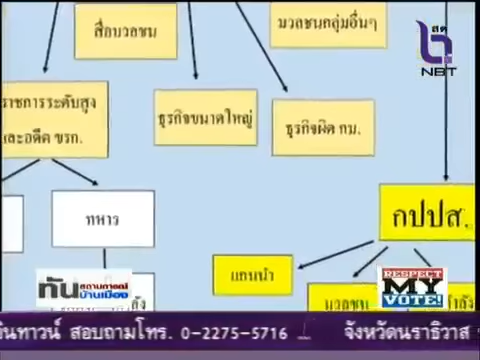 สื่อมวลชน
มวลชนกลุ่มอื่นๆ
สด
NBT
ราชการระดับสูง
และอดีต ขรก.
ธุรกิจขนาดใหญ่
ธุรกิจผิด กม.
ทหาร
กปปส.
แกนนำ
มวลชน
ทันสถานการณ์
บ้านเมือง
RESPECT
MY
VOTE!
สอบถามโทร. 0-2275-5716
จังหวัดนราธิวาส